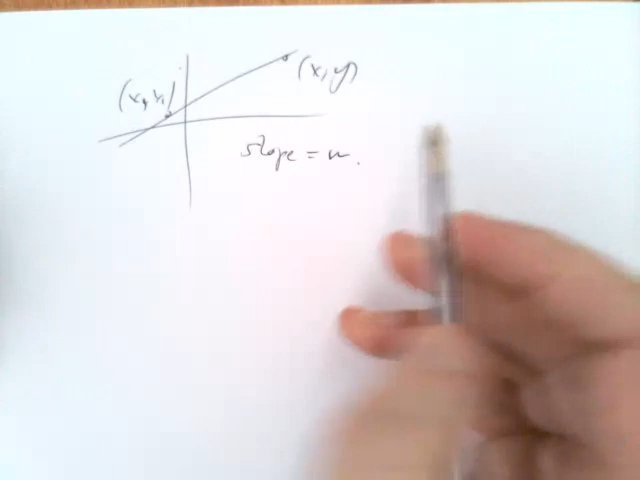 (x, y)
(x₁, y₁)
slope = m.